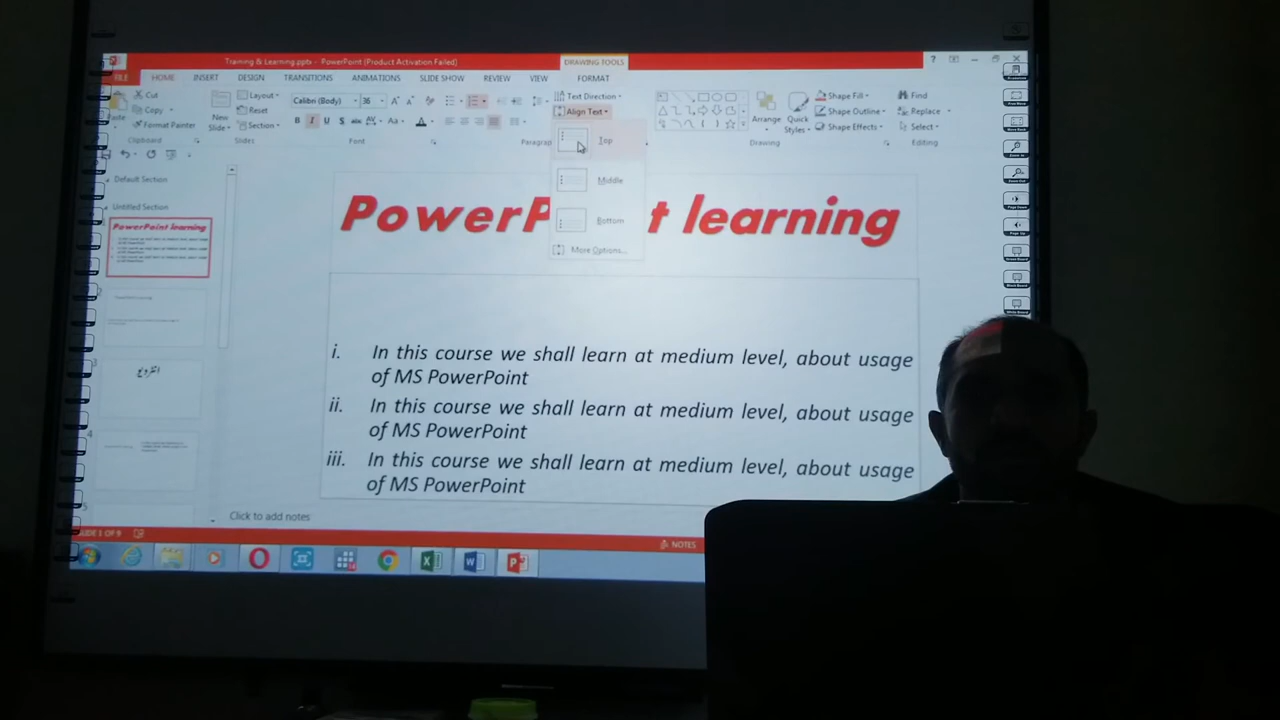 Training & Learning.pptx - PowerPoint (Product Activation Failed)
DRAWING TOOLS
FILE
HOME
INSERT
DESIGN
TRANSITIONS
ANIMATIONS
SLIDE SHOW
REVIEW
VIEW
FORMAT
Cut
Copy
Format Painter
Clipboard
New
Slide
Layout
Reset
Section
Slides
Calibri (Body)
36
Font
Text Direction
Align Text
Top
Middle
Bottom
More Options...
Arrange
Quick
Styles
Shape Fill
Shape Outline
Shape Effects
Drawing
Find
Replace
Select
Editing
Default Section
Untitled Section
PowerPoint learning
انٹرویو
PowerP t learning
i. In this course we shall learn at medium level, about usage
of MS PowerPoint
ii. In this course we shall learn at medium level, about usage
of MS PowerPoint
iii. In this course we shall learn at medium level, about usage
of MS PowerPoint
Click to add notes
SLIDE 1 OF 9
NOTES